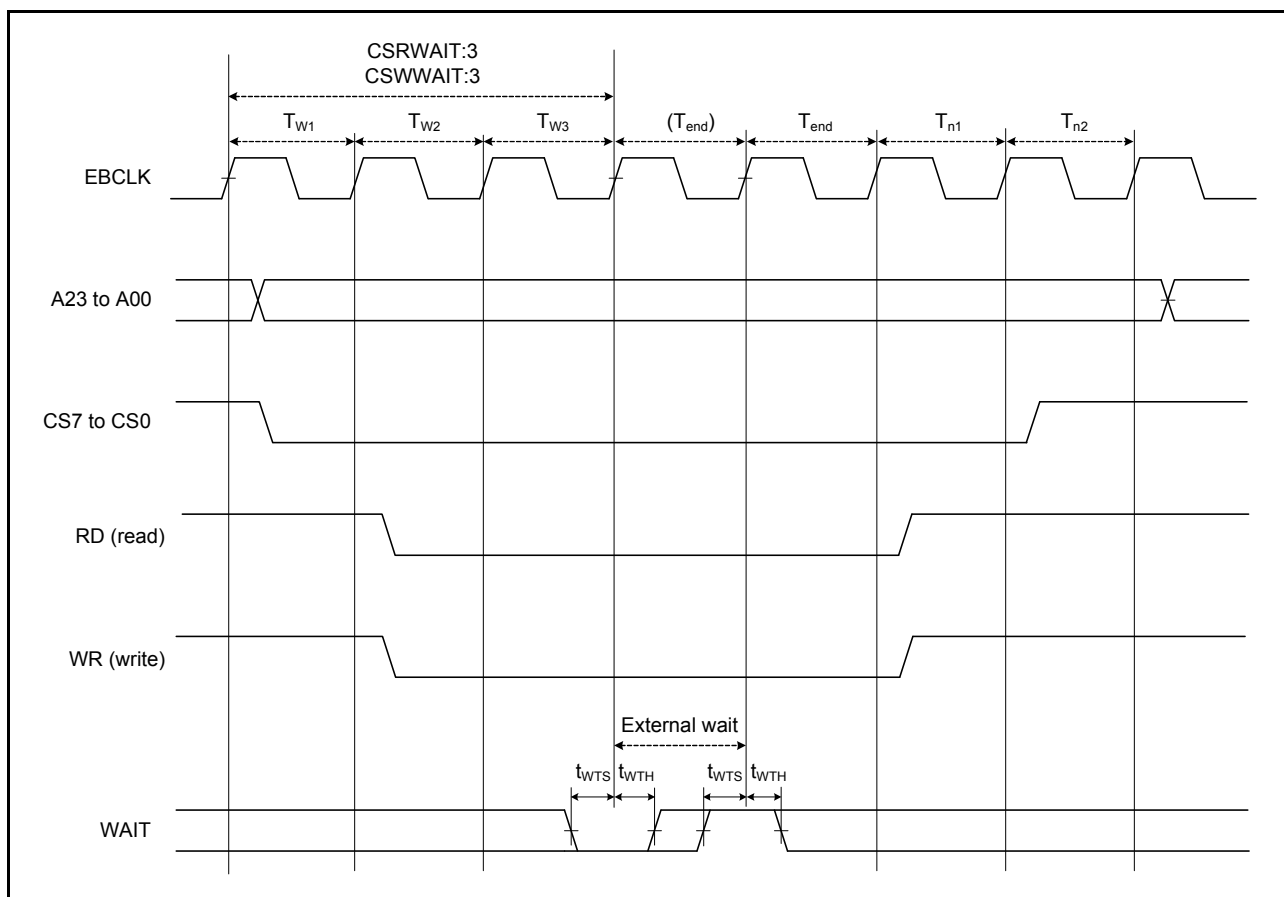 CSRWAIT:3
CSWWAIT:3
TW1 TW2 TW3 (Tend) Tend Tn1 Tn2
EBCLK
A23 to A00
CS7 to CS0
RD (read)
WR (write)
External wait
tWTS tWTH tWTS tWTH
WAIT